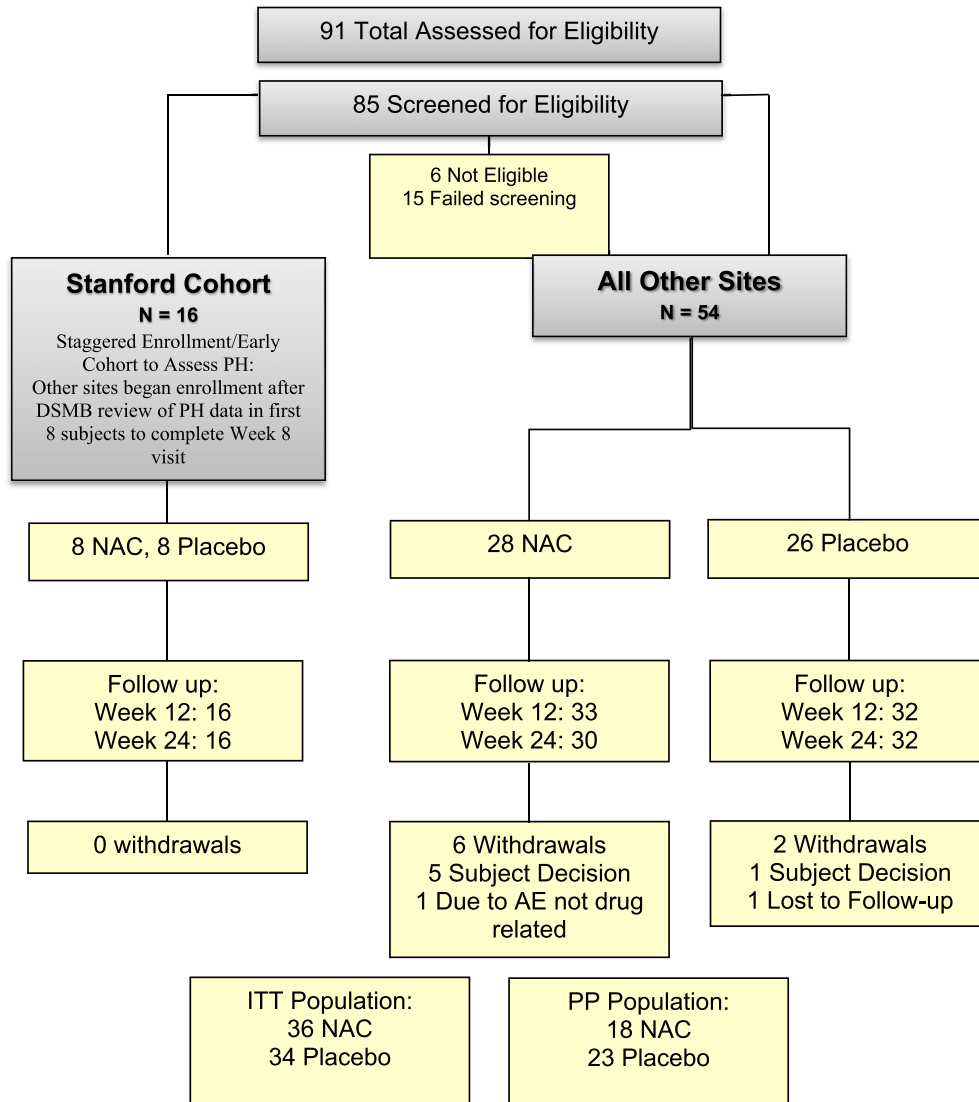 91 Total Assessed for Eligibility
85 Screened for Eligibility
6 Not Eligible
15 Failed screening
Stanford Cohort
N = 16
Staggered Enrollment/Early
Cohort to Assess PH:
Other sites began enrollment after
DSMB review of PH data in first
8 subjects to complete Week 8
visit
All Other Sites
N = 54
8 NAC, 8 Placebo
28 NAC
26 Placebo
Follow up:
Week 12: 16
Week 24: 16
Follow up:
Week 12: 33
Week 24: 30
Follow up:
Week 12: 32
Week 24: 32
0 withdrawals
6 Withdrawals
5 Subject Decision
1 Due to AE not drug
related
2 Withdrawals
1 Subject Decision
1 Lost to Follow-up
ITT Population:
36 NAC
34 Placebo
PP Population:
18 NAC
23 Placebo